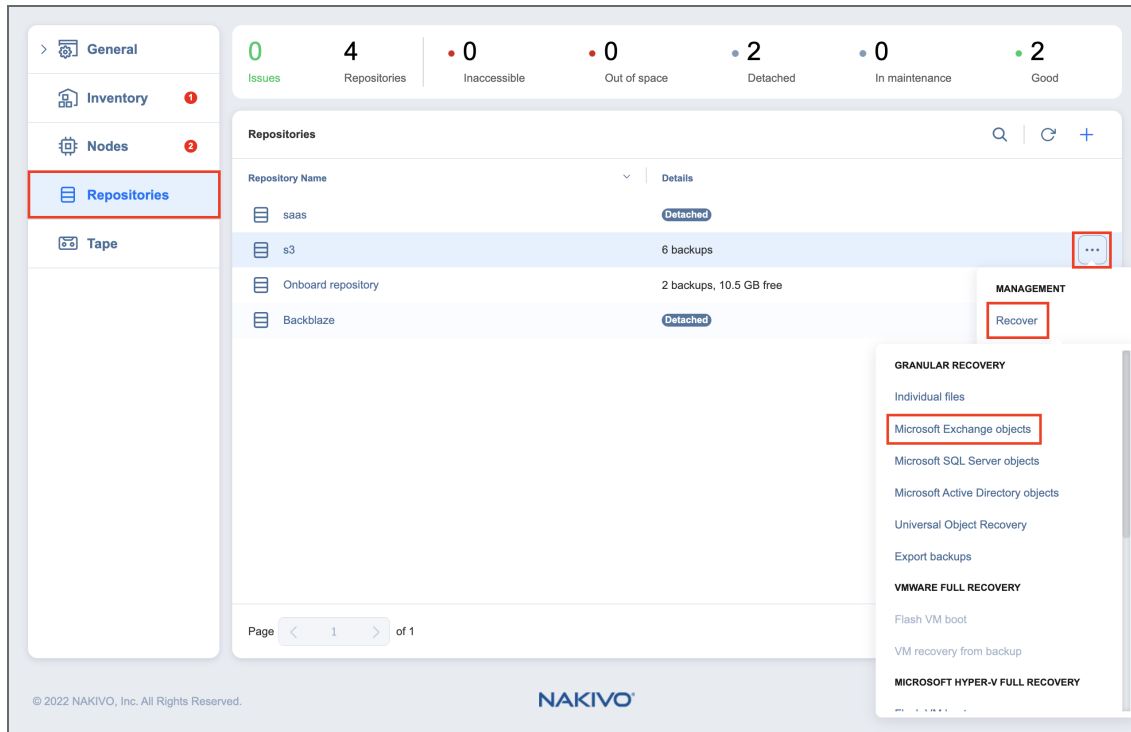 General
Inventory 1
Nodes 2
Repositories
Tape
0 4 0 0 2 0 2
Issues Repositories Inaccessible Out of space Detached In maintenance Good
Repositories
Repository Name Details
saas Detached
s3 6 backups
Onboard repository 2 backups, 10.5 GB free
Backblaze Detached
MANAGEMENT
Recover
GRANULAR RECOVERY
Individual files
Microsoft Exchange objects
Microsoft SQL Server objects
Microsoft Active Directory objects
Universal Object Recovery
Export backups
VMWARE FULL RECOVERY
Flash VM boot
VM recovery from backup
MICROSOFT HYPER-V FULL RECOVERY
Page 1 of 1
© 2022 NAKIVO, Inc. All Rights Reserved.
NAKIVO®